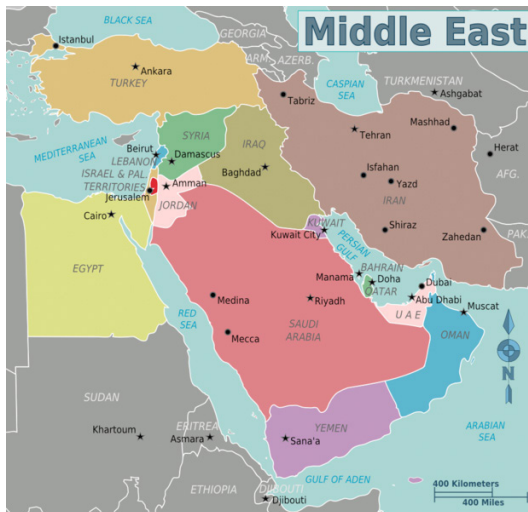 Middle East
BLACK SEA
Istanbul
GEORGIA
ARM.
AZERB.
CASPIAN
SEA
TURKMENISTAN
Ashgabat
Ankara
TURKEY
Tabriz
Mashhad
Tehran
Herat
AFG.
MEDITERRANEAN
SEA
SYRIA
IRAQ
Beirut
LEBANON
Damascus
Baghdad
Isfahan
Yazd
IRAN
ISRAEL & PAL.
TERRITORIES
Jerusalem
Amman
JORDAN
Cairo
KUWAIT
Kuwait City
Shiraz
Zahedan
PAK.
PERSIAN
GULF
EGYPT
Manama
BAHRAIN
Doha
QATAR
Dubai
Abu Dhabi
U A E
Muscat
OMAN
Medina
Riyadh
SAUDI
ARABIA
RED
SEA
Mecca
N
SUDAN
Khartoum
ERITREA
Asmara
YEMEN
Sana'a
ARABIAN
SEA
GULF OF ADEN
ETHIOPIA
DJIBOUTI
Djibouti
400 Kilometers
400 Miles